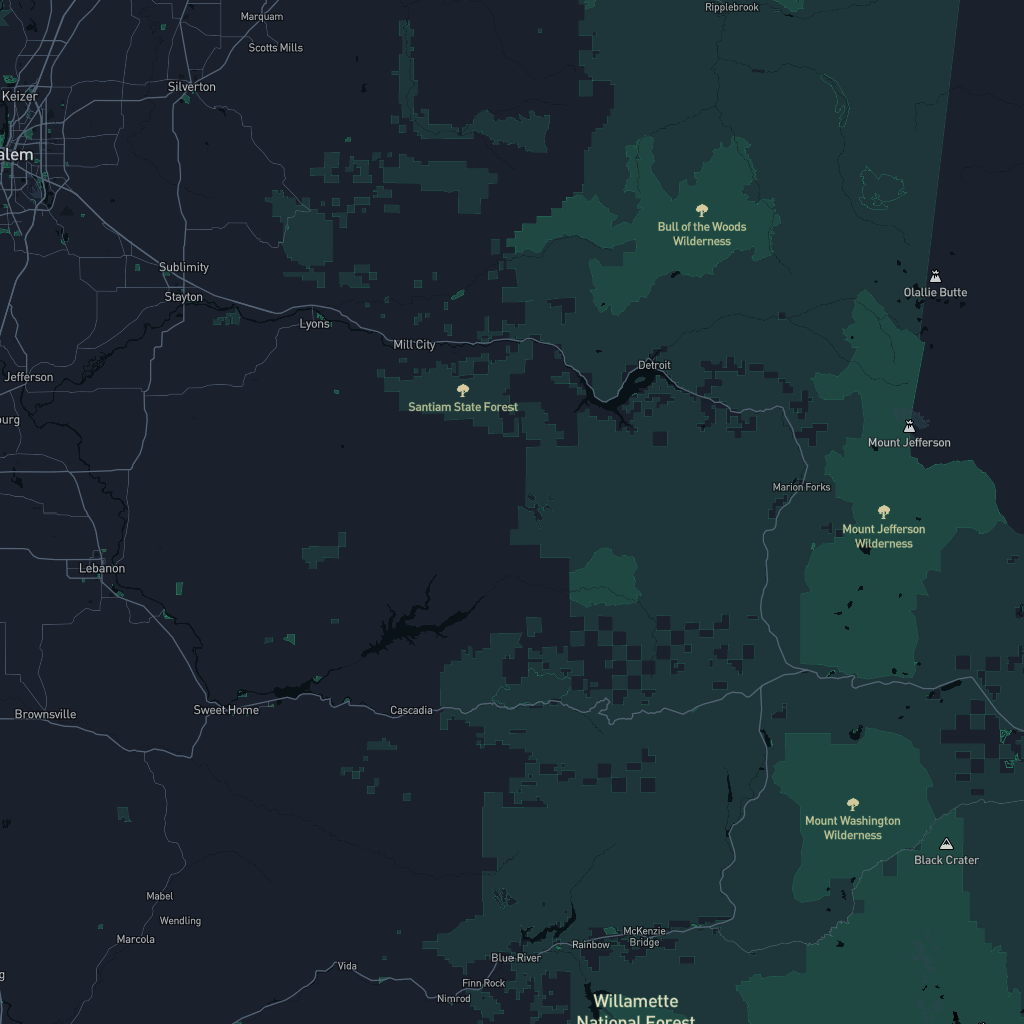 Ripplebrook
Marquam
Scotts Mills
Silverton
Keizer
alem
Bull of the Woods
Wilderness
Sublimity
Stayton
Olallie Butte
Lyons
Mill City
Detroit
Jefferson
Santiam State Forest
burg
Mount Jefferson
Marion Forks
Mount Jefferson
Wilderness
Lebanon
Sweet Home
Cascadia
Brownsville
Mount Washington
Wilderness
Black Crater
Mabel
Wendling
Marcola
McKenzie
Bridge
Rainbow
Blue River
Vida
g
Finn Rock
Nimrod
Willamette
National Forest